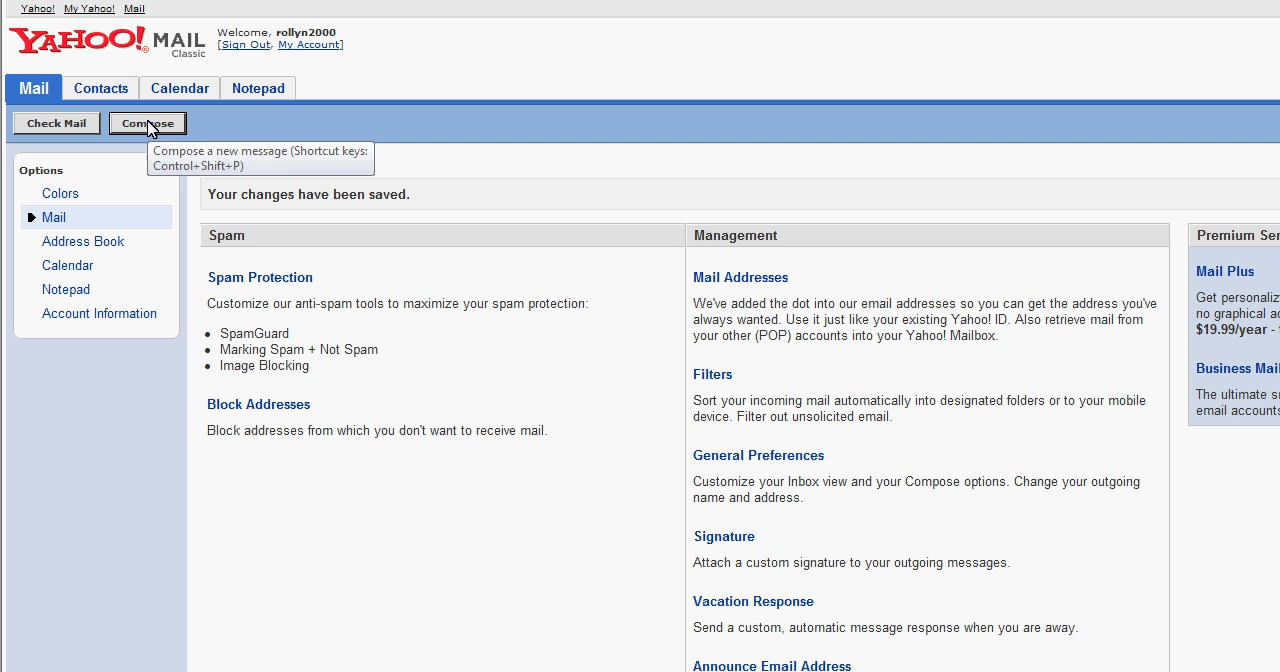 Yahoo! My Yahoo! Mail
YAHOO! MAIL
Classic
Welcome, rollyn2000
[Sign Out, My Account]
Mail Contacts Calendar Notepad
Check Mail Compose
Compose a new message (Shortcut keys:
Control+Shift+P)
Options
Colors
Mail
Address Book
Calendar
Notepad
Account Information
Your changes have been saved.
Spam
Spam Protection
Customize our anti-spam tools to maximize your spam protection:
SpamGuard
Marking Spam + Not Spam
Image Blocking
Block Addresses
Block addresses from which you don't want to receive mail.
Management
Mail Addresses
We've added the dot into our email addresses so you can get the address you've
always wanted. Use it just like your existing Yahoo! ID. Also retrieve mail from
your other (POP) accounts into your Yahoo! Mailbox.
Filters
Sort your incoming mail automatically into designated folders or to your mobile
device. Filter out unsolicited email.
General Preferences
Customize your Inbox view and your Compose options. Change your outgoing
name and address.
Signature
Attach a custom signature to your outgoing messages.
Vacation Response
Send a custom, automatic message response when you are away.
Announce Email Address
Premium Ser
Mail Plus
Get personaliz
no graphical a
$19.99/year -
Business Mail
The ultimate s
email accounts